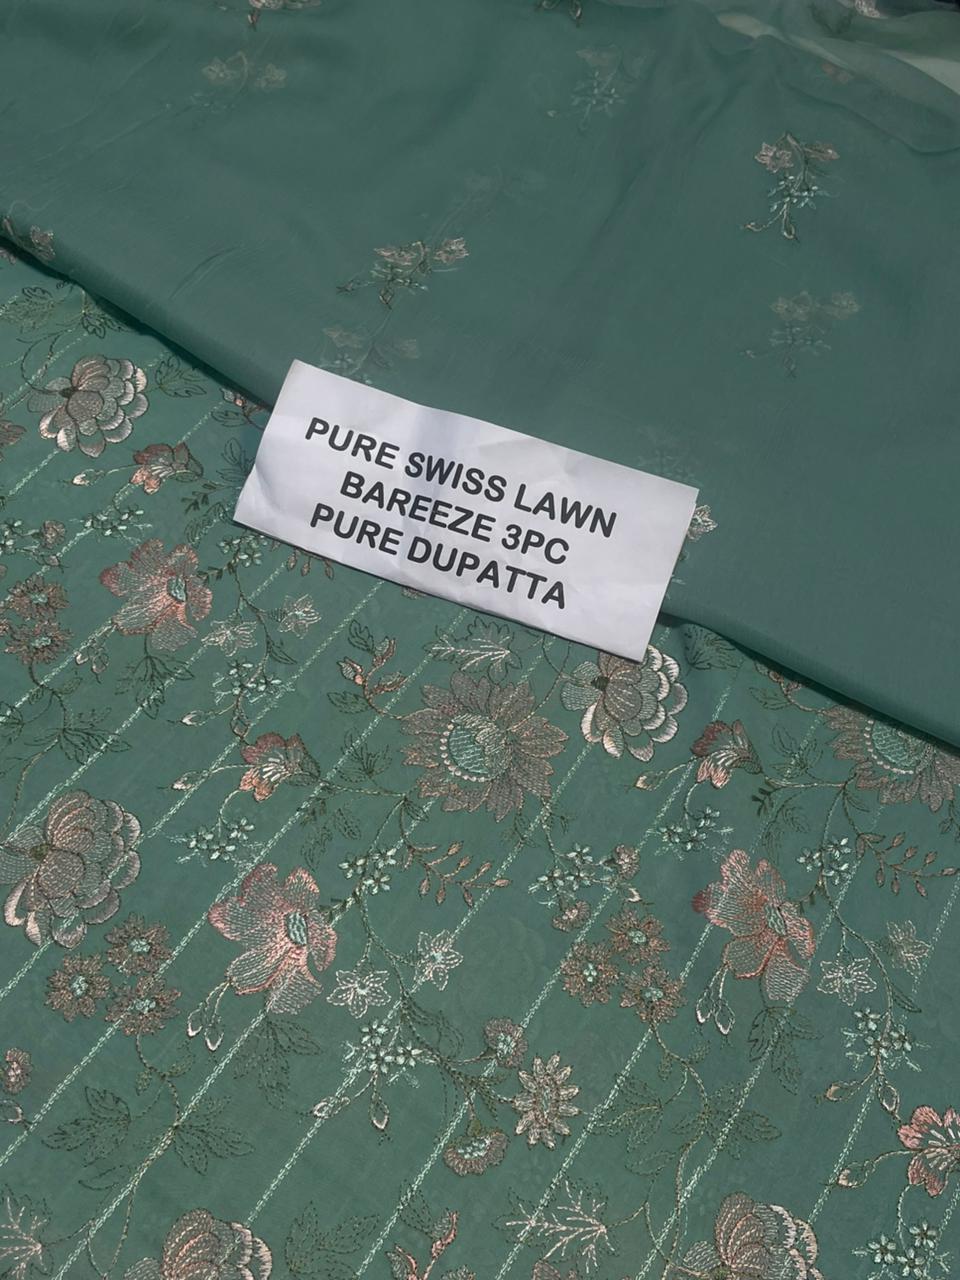 PURE SWISS LAWN
BAREEZE 3PC
PURE DUPATTA